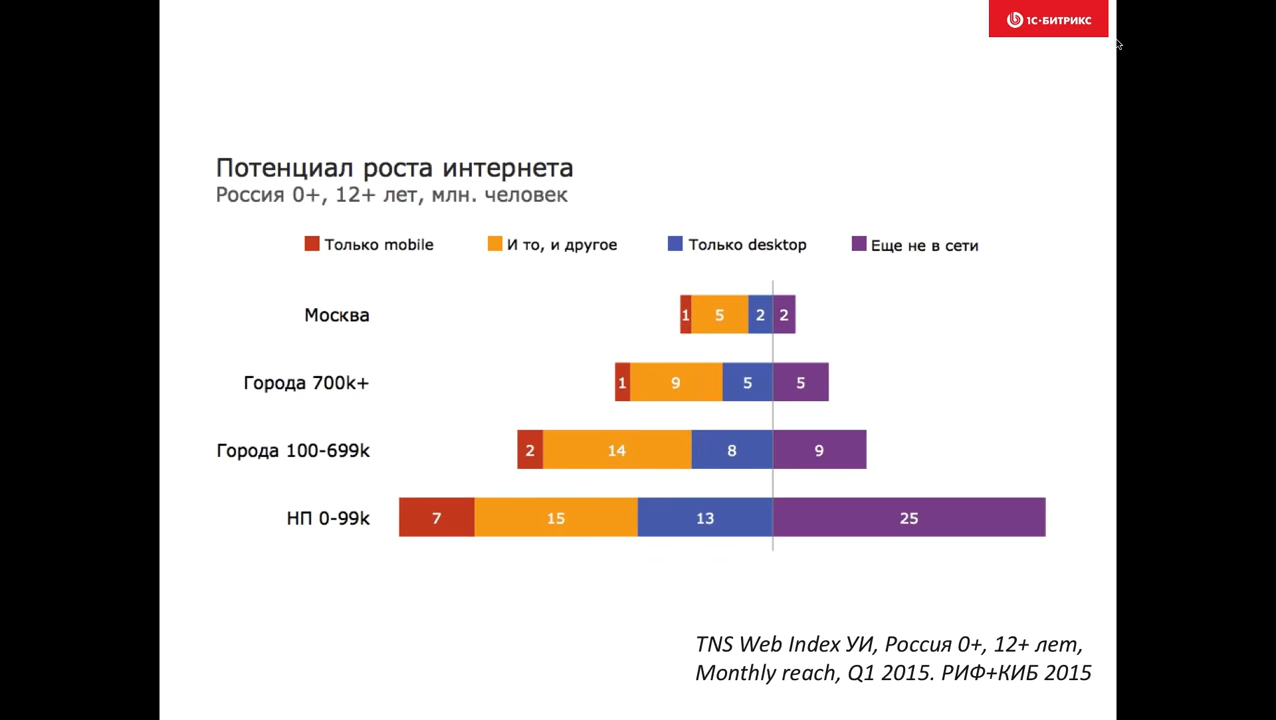 1С-БИТРИКС
Потенциал роста интернета
Россия 0+, 12+ лет, млн. человек
Только mobile И то, и другое Только desktop Еще не в сети
Москва 1 5 2 2
Города 700k+ 1 9 5 5
Города 100-699k 2 14 8 9
НП 0-99k 7 15 13 25
TNS Web Index УИ, Россия 0+, 12+ лет,
Monthly reach, Q1 2015. РИФ+КИБ 2015